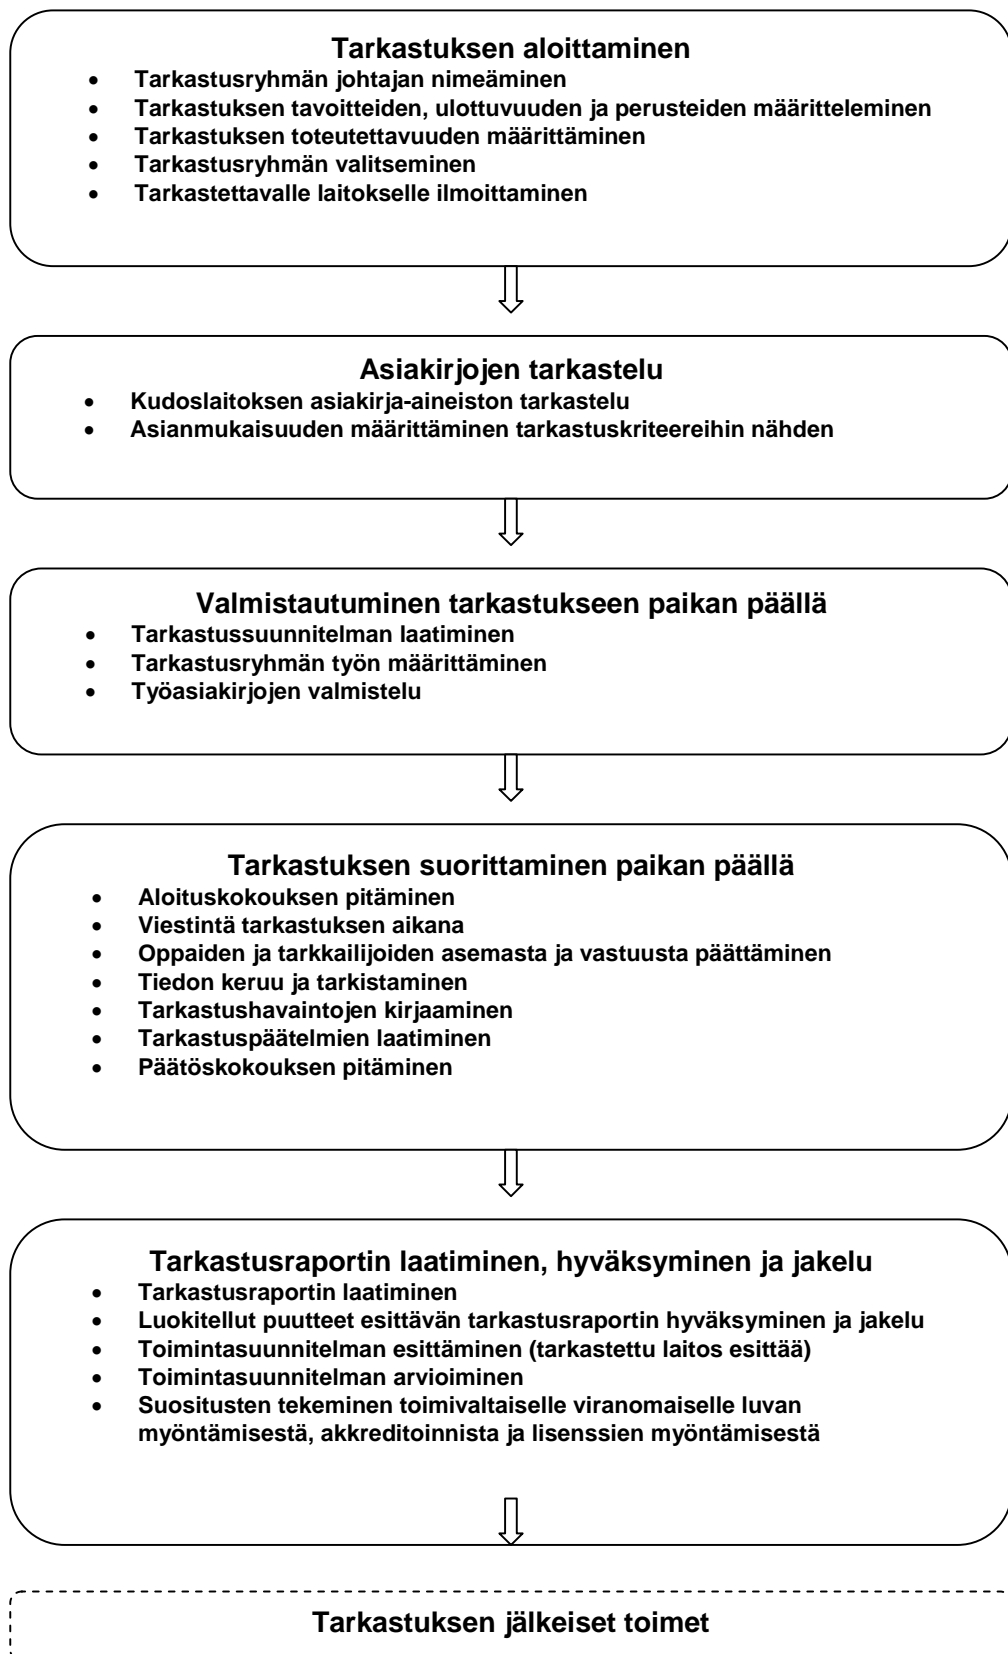 Tarkastuksen aloittaminen
• Tarkastusryhmän johtajan nimeäminen
• Tarkastuksen tavoitteiden, ulottuvuuden ja perusteiden määritteleminen
• Tarkastuksen toteutettavuuden määrittäminen
• Tarkastusryhmän valitseminen
• Tarkastettavalle laitokselle ilmoittaminen
Asiakirjojen tarkastelu
• Kudoslaitoksen asiakirja-aineiston tarkastelu
• Asianmukaisuuden määrittäminen tarkastuskriteereihin nähden
Valmistautuminen tarkastukseen paikan päällä
• Tarkastussuunnitelman laatiminen
• Tarkastusryhmän työn määrittäminen
• Työasiakirjojen valmistelu
Tarkastuksen suorittaminen paikan päällä
• Aloituskokouksen pitäminen
• Viestintä tarkastuksen aikana
• Oppaiden ja tarkkailijoiden asemasta ja vastuusta päättäminen
• Tiedon keruu ja tarkistaminen
• Tarkastushavaintojen kirjaaminen
• Tarkastuspäätelmien laatiminen
• Päätöskokouksen pitäminen
Tarkastusraportin laatiminen, hyväksyminen ja jakelu
• Tarkastusraportin laatiminen
• Luokitellut puutteet esittävän tarkastusraportin hyväksyminen ja jakelu
• Toimintasuunnitelman esittäminen (tarkastettu laitos esittää)
• Toimintasuunnitelman arvioiminen
• Suositusten tekeminen toimivaltaiselle viranomaiselle luvan
myöntämisestä, akkreditoinnista ja lisenssien myöntämisestä
Tarkastuksen jälkeiset toimet